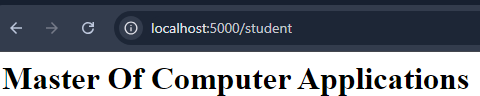 localhost:5000/student
Master Of Computer Applications